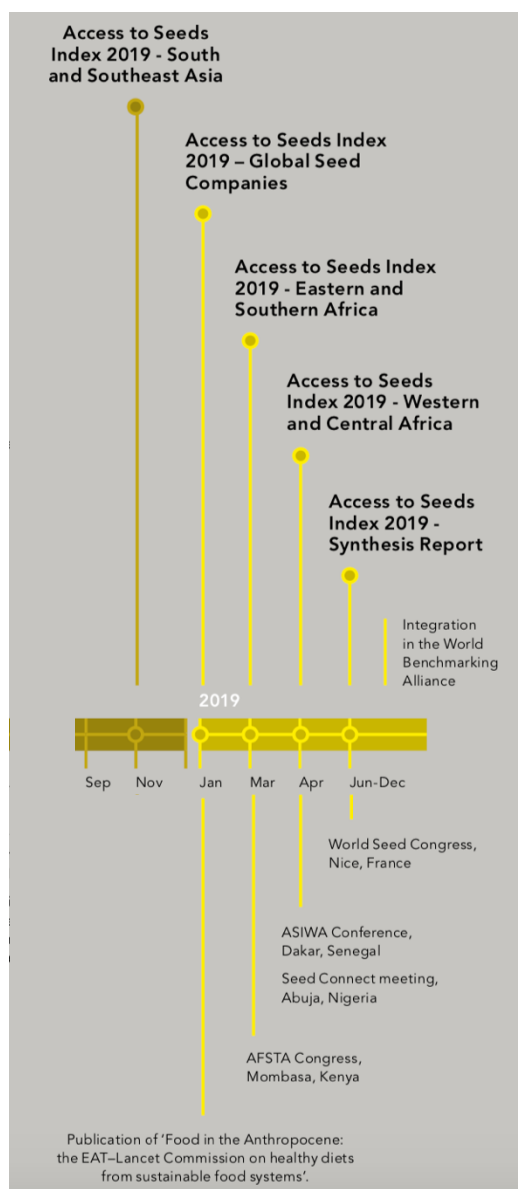 Access to Seeds
Index 2019 - South
and Southeast Asia
Access to Seeds Index
2019 – Global Seed
Companies
Access to Seeds Index
2019 - Eastern and
Southern Africa
Access to Seeds
Index 2019 - Western
and Central Africa
Access to Seeds
Index 2019 -
Synthesis Report
Integration
in the World
Benchmarking
Alliance
2019
Sep
Nov
Jan
Mar
Apr
Jun-Dec
World Seed Congress,
Nice, France
ASIWA Conference,
Dakar, Senegal
Seed Connect meeting,
Abuja, Nigeria
AFSTA Congress,
Mombasa, Kenya
Publication of ‘Food in the Anthropocene:
the EAT–Lancet Commission on healthy diets
from sustainable food systems’.